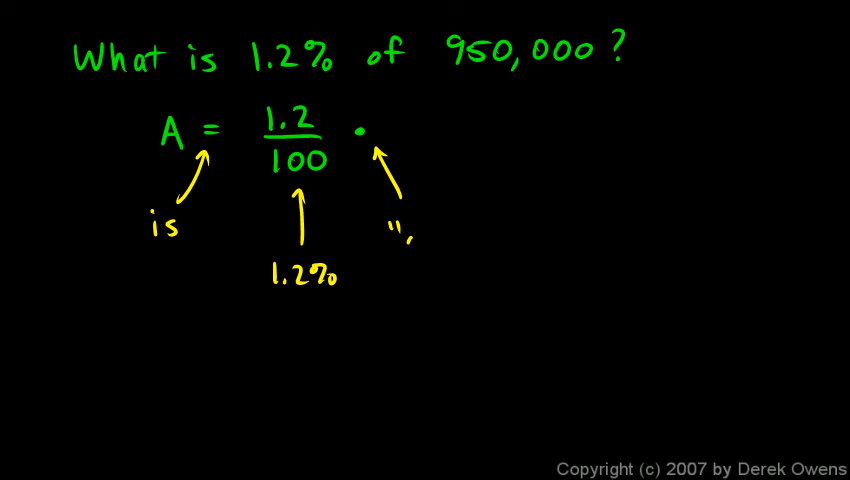 What is 1.2% of 950,000?
A = 1.2/100 ·
is
1.2%
Copyright (c) 2007 by Derek Owens